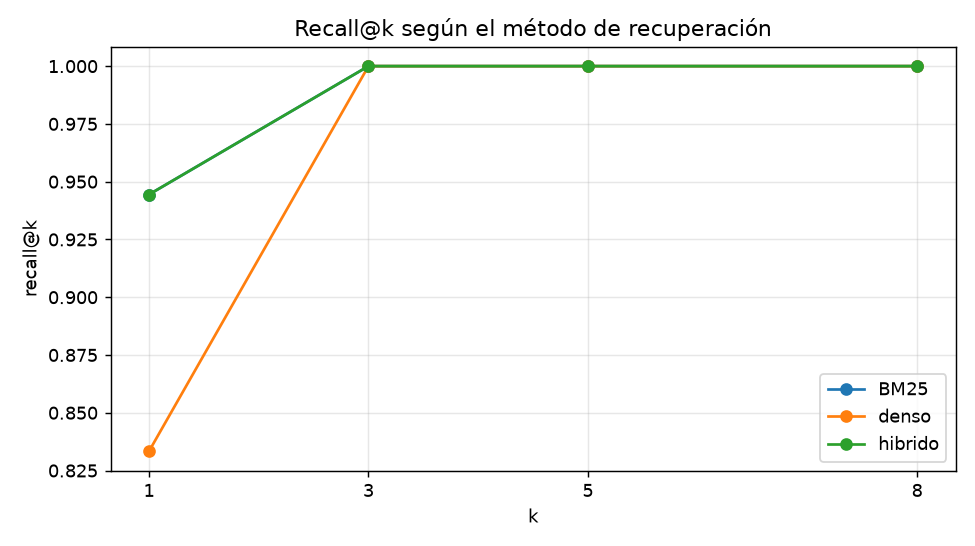 Recall@k según el método de recuperación
1.000
0.975
0.950
0.925
0.900
0.875
0.850
0.825
recall@k
1 3 5 8
k
BM25
denso
hibrido